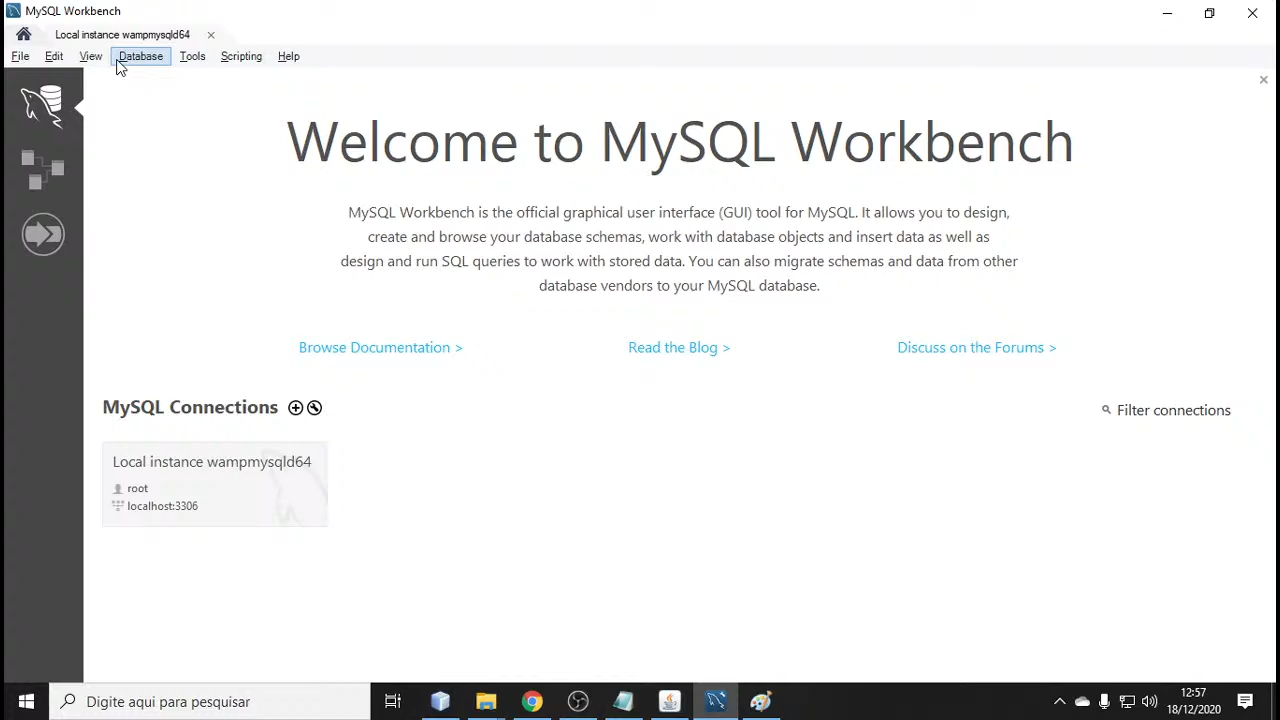 MySQL Workbench
Local instance wampmysqld64
File Edit View Database Tools Scripting Help
Welcome to MySQL Workbench
MySQL Workbench is the official graphical user interface (GUI) tool for MySQL. It allows you to design,
create and browse your database schemas, work with database objects and insert data as well as
design and run SQL queries to work with stored data. You can also migrate schemas and data from other
database vendors to your MySQL database.
Browse Documentation > Read the Blog > Discuss on the Forums >
MySQL Connections
Filter connections
Local instance wampmysqld64
root
localhost:3306
Digite aqui para pesquisar
12:57
18/12/2020